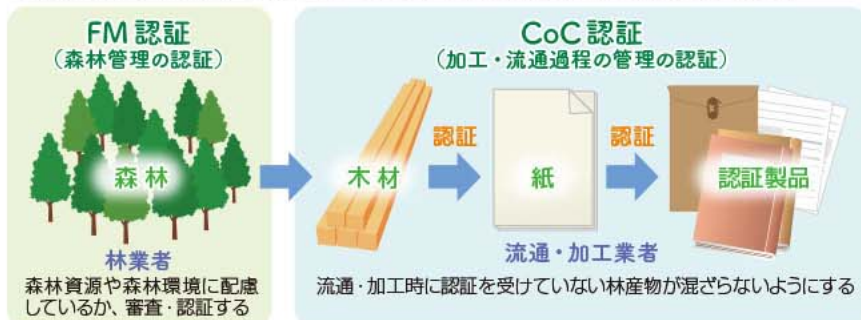 FM認証
(森林管理の認証)
森林
林業者
森林資源や森林環境に配慮
しているか、審査・認証する
CoC認証
(加工・流通過程の管理の認証)
木材
認証
紙
認証
認証製品
流通・加工業者
流通・加工時に認証を受けていない林産物が混ざらないようにする